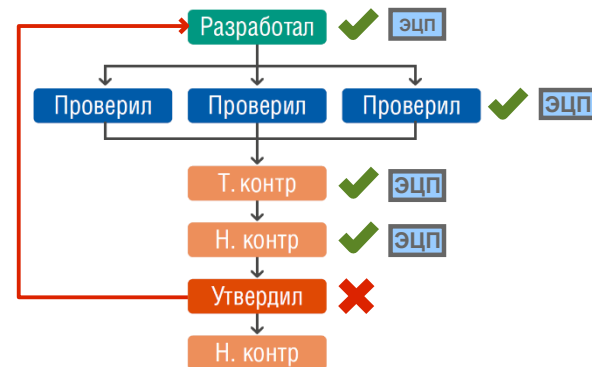 Разработал ЭЦП
Проверил Проверил Проверил ЭЦП
Т. контр ЭЦП
Н. контр ЭЦП
Утвердил
Н. контр